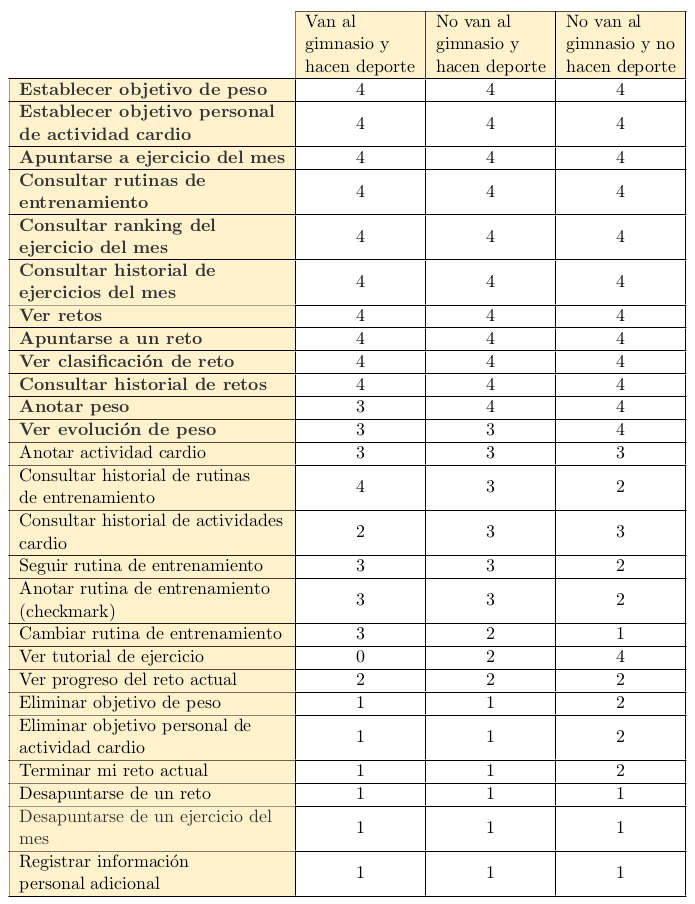 Van al No van al No van al
gimnasio y gimnasio y gimnasio y no
hacen deporte hacen deporte hacen deporte
Establecer objetivo de peso 4 4 4
Establecer objetivo personal
de actividad cardio 4 4 4
Apuntarse a ejercicio del mes 4 4 4
Consultar rutinas de
entrenamiento 4 4 4
Consultar ranking del
ejercicio del mes 4 4 4
Consultar historial de
ejercicios del mes 4 4 4
Ver retos 4 4 4
Apuntarse a un reto 4 4 4
Ver clasificación de reto 4 4 4
Consultar historial de retos 4 4 4
Anotar peso 3 4 4
Ver evolución de peso 3 3 4
Anotar actividad cardio 3 3 3
Consultar historial de rutinas
de entrenamiento 4 3 2
Consultar historial de actividades
cardio 2 3 3
Seguir rutina de entrenamiento 3 3 2
Anotar rutina de entrenamiento
(checkmark) 3 3 2
Cambiar rutina de entrenamiento 3 2 1
Ver tutorial de ejercicio 0 2 4
Ver progreso del reto actual 2 2 2
Eliminar objetivo de peso 1 1 2
Eliminar objetivo personal de
actividad cardio 1 1 2
Terminar mi reto actual 1 1 2
Desapuntarse de un reto 1 1 1
Desapuntarse de un ejercicio del
mes 1 1 1
Registrar información
personal adicional 1 1 1